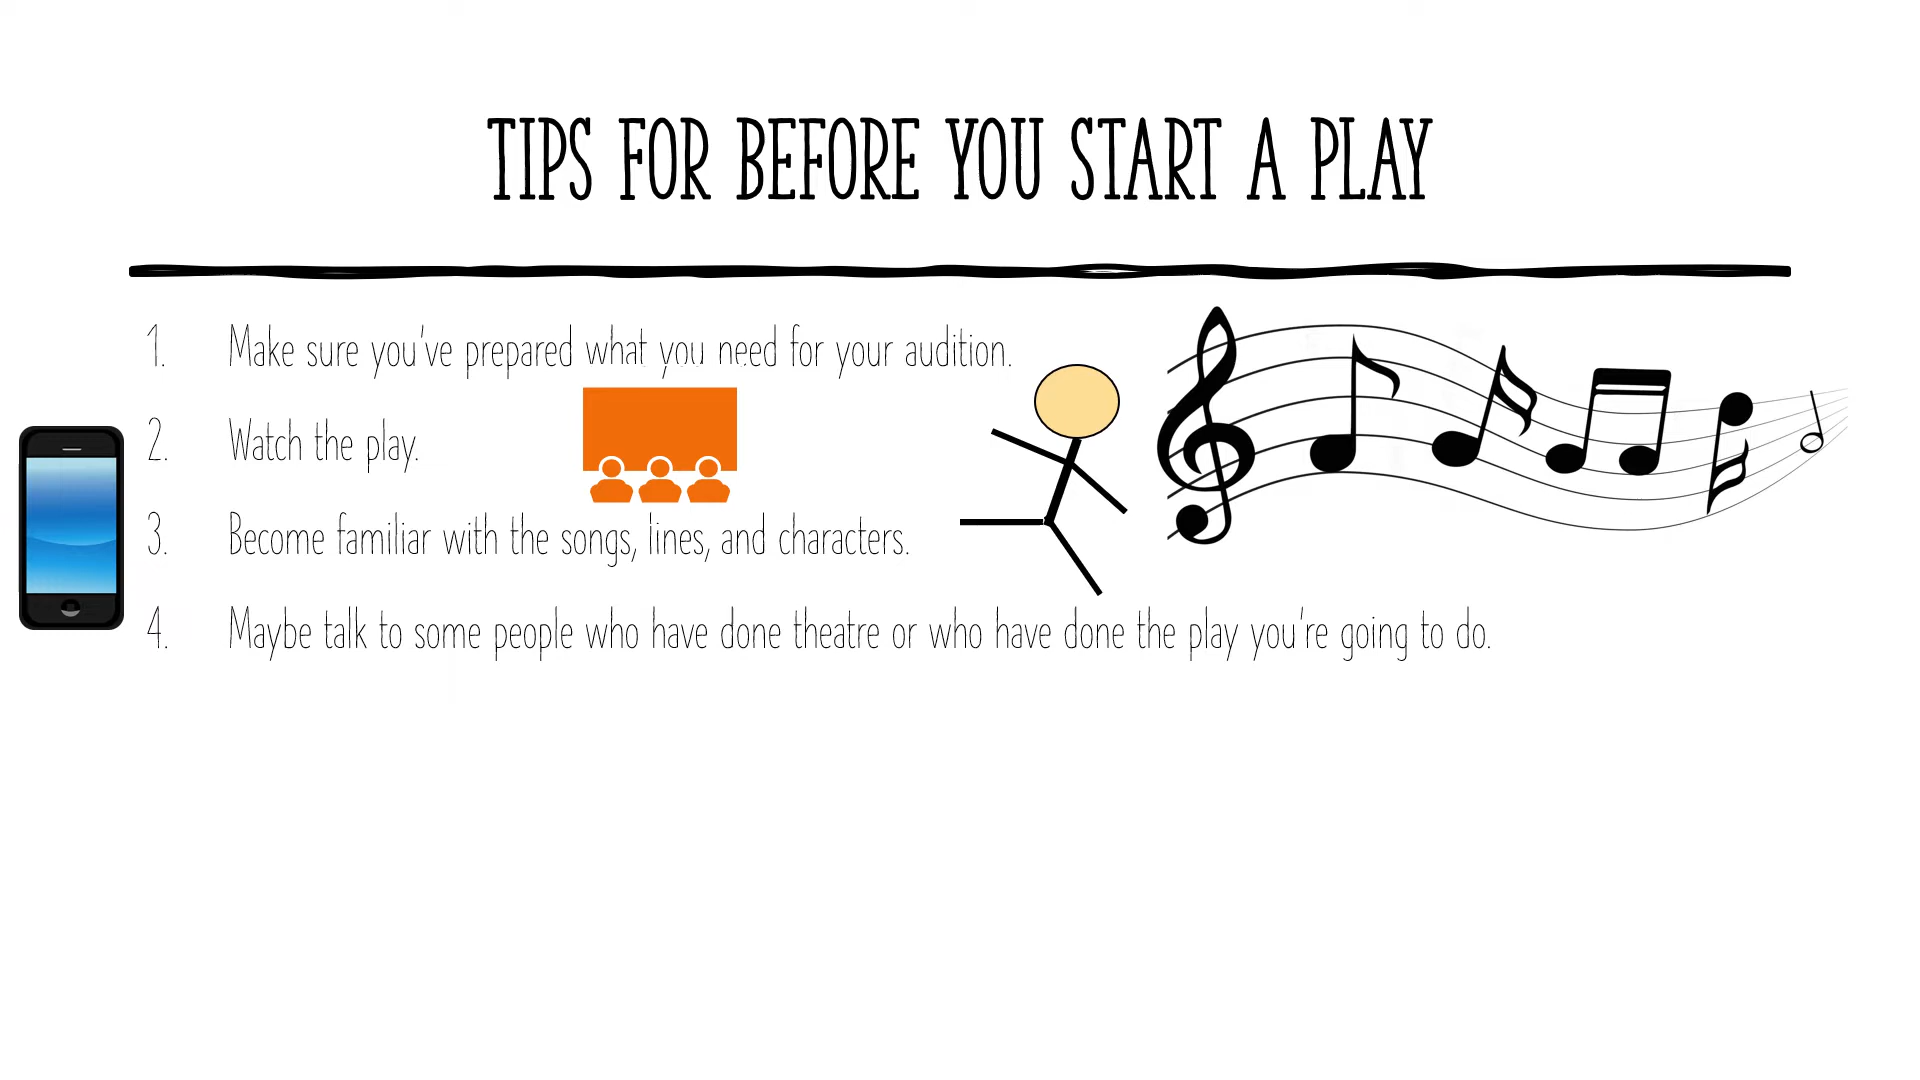 TIPS FOR BEFORE YOU START A PLAY
1. Make sure you've prepared what you need for your audition.
2. Watch the play.
3. Become familiar with the songs, lines, and characters.
4. Maybe talk to some people who have done theatre or who have done the play you're going to do.